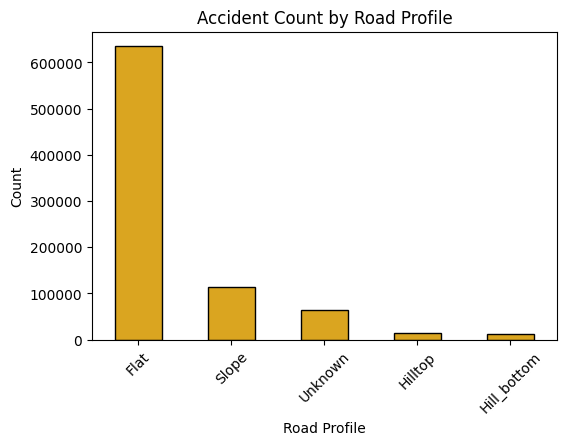 Accident Count by Road Profile
600000
500000
400000
300000
200000
100000
0
Count
Flat
Slope
Unknown
Hilltop
Hill_bottom
Road Profile